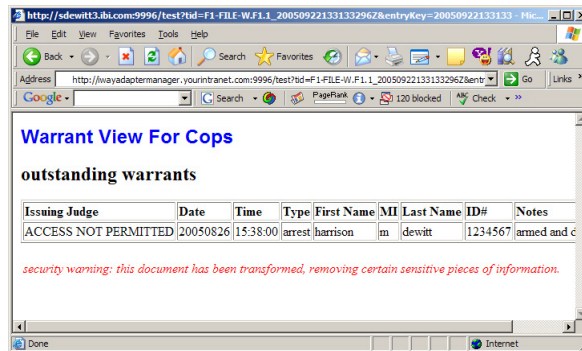 http://sdewitt3.ibi.com:9996/test?tid=F1-FILE-W.F1.1_20050922133133296Z&entryKey=20050922133133 - Mic...
File Edit View Favorites Tools Help
Back Search Favorites
Address http://iwayadaptermanager.yourintranet.com:9996/test?tid=F1-FILE-W.F1.1_20050922133133296Z&entr Go Links »
Google - Search PageRank 120 blocked ABC Check »
Warrant View For Cops
outstanding warrants
Issuing Judge Date Time Type First Name MI Last Name ID# Notes
ACCESS NOT PERMITTED 20050826 15:38:00 arrest harrison m dewitt 1234567 armed and d
security warning: this document has been transformed, removing certain sensitive pieces of information.
Done Internet